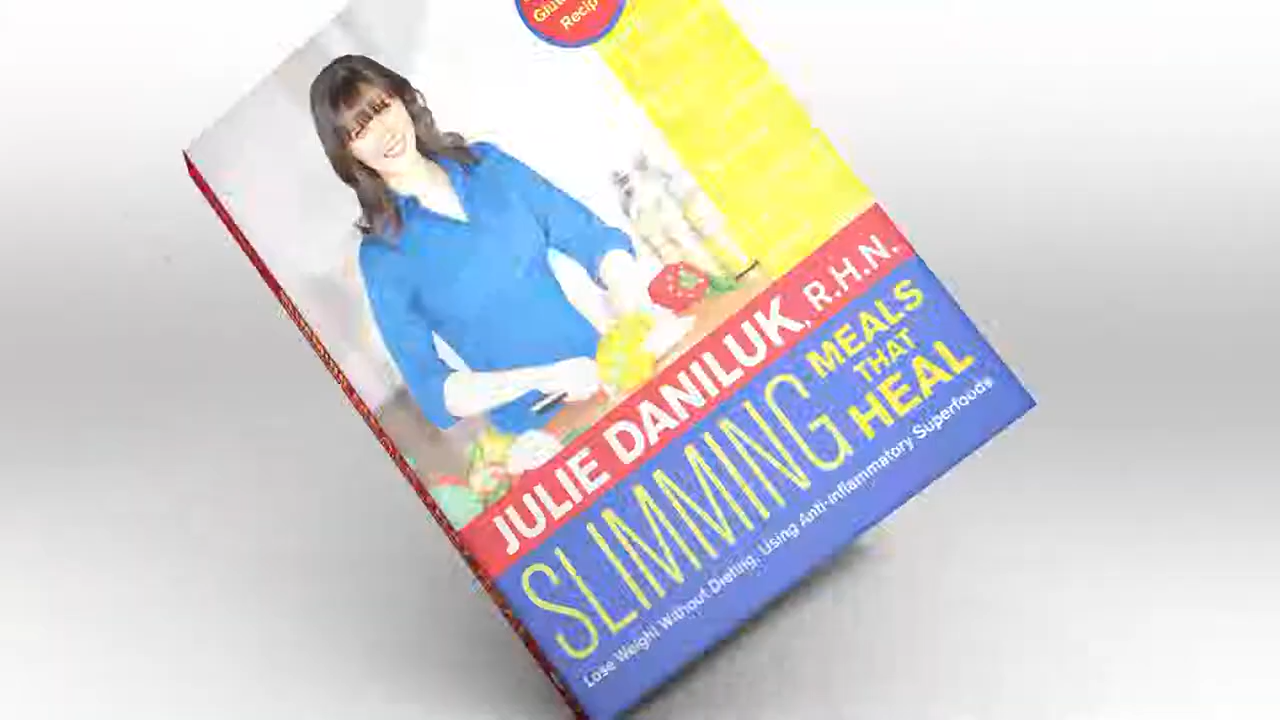 JULIE DANILUK, R.H.N.
SLIMMING
MEALS
THAT
HEAL
Lose Weight Without Dieting, Using Anti-inflammatory Superfoods